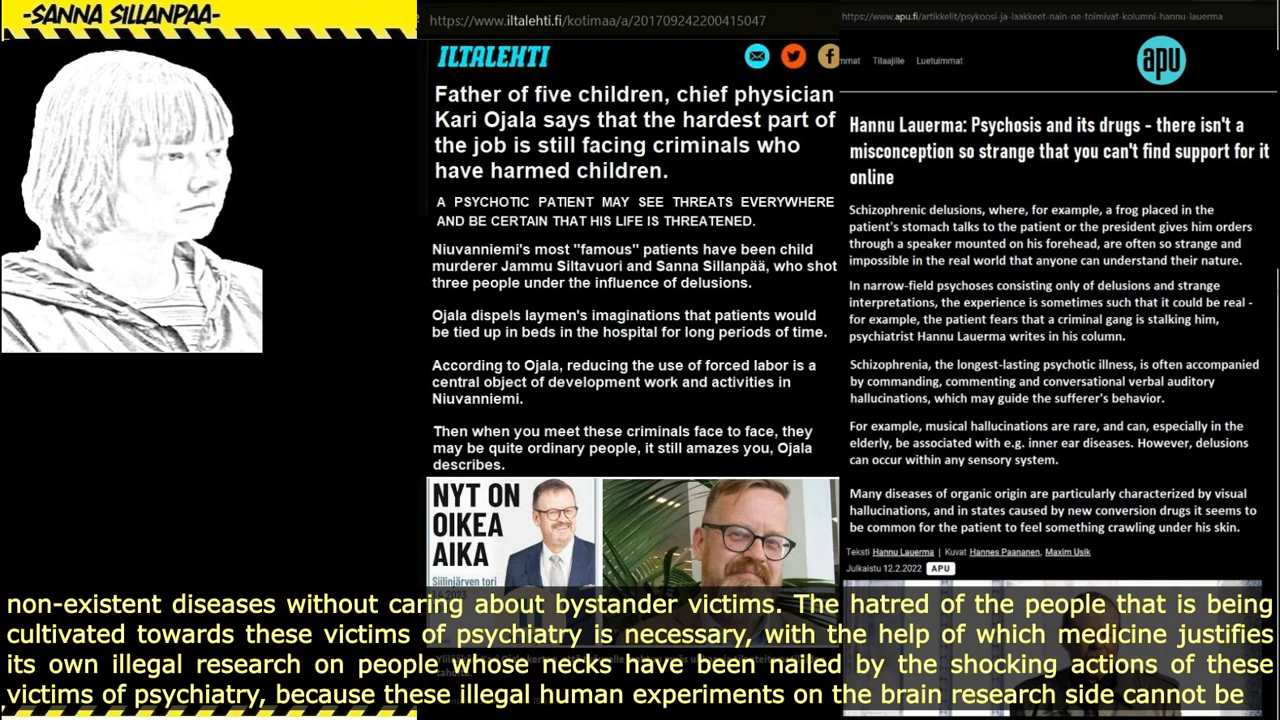 -SANNA SILLANPAA-
https://www.iltalehti.fi/kotimaa/a/201709242200415047
ILTALEHTI
Father of five children, chief physician
Kari Ojala says that the hardest part of
the job is still facing criminals who
have harmed children.
A PSYCHOTIC PATIENT MAY SEE THREATS EVERYWHERE
AND BE CERTAIN THAT HIS LIFE IS THREATENED.
Niuvanniemi's most "famous" patients have been child
murderer Jammu Siltavuori and Sanna Sillanpää, who shot
three people under the influence of delusions.
Ojala dispels laymen's imaginations that patients would
be tied up in beds in the hospital for long periods of time.
According to Ojala, reducing the use of forced labor is a
central object of development work and activities in
Niuvanniemi.
Then when you meet these criminals face to face, they
may be quite ordinary people, it still amazes you, Ojala
describes.
NYT ON
OIKEA
AIKA
Siilinjärven tori
https://www.apu.fi/artikkelit/psykoosi-ja-laakkeet-nain-ne-toimivat-kolumni-hannu-lauerma
mmat Tilaajille Luetuimmat
apu
Hannu Lauerma: Psychosis and its drugs - there isn't a
misconception so strange that you can't find support for it
online
Schizophrenic delusions, where, for example, a frog placed in the
patient's stomach talks to the patient or the president gives him orders
through a speaker mounted on his forehead, are often so strange and
impossible in the real world that anyone can understand their nature.
In narrow-field psychoses consisting only of delusions and strange
interpretations, the experience is sometimes such that it could be real -
for example, the patient fears that a criminal gang is stalking him,
psychiatrist Hannu Lauerma writes in his column.
Schizophrenia, the longest-lasting psychotic illness, is often accompanied
by commanding, commenting and conversational verbal auditory
hallucinations, which may guide the sufferer's behavior.
For example, musical hallucinations are rare, and can, especially in the
elderly, be associated with e.g. inner ear diseases. However, delusions
can occur within any sensory system.
Many diseases of organic origin are particularly characterized by visual
hallucinations, and in states caused by new conversion drugs it seems to
be common for the patient to feel something crawling under his skin.
Teksti Hannu Lauerma | Kuvat Hannes Paananen, Maxim Usik
Julkaistu 12.2.2022 APU
non-existent diseases without caring about bystander victims. The hatred of the people that is being
cultivated towards these victims of psychiatry is necessary, with the help of which medicine justifies
its own illegal research on people whose necks have been nailed by the shocking actions of these
victims of psychiatry, because these illegal human experiments on the brain research side cannot be